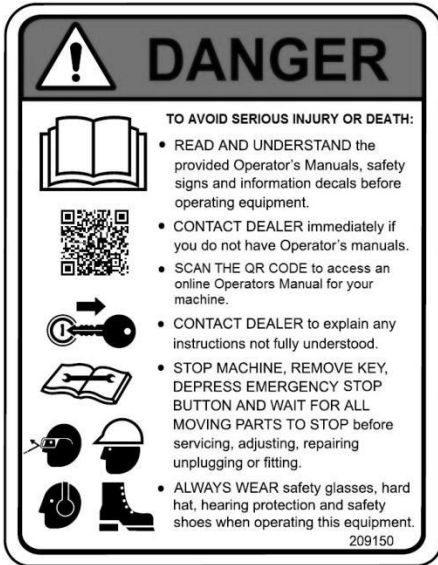 DANGER
TO AVOID SERIOUS INJURY OR DEATH:
• READ AND UNDERSTAND the
provided Operator's Manuals, safety
signs and information decals before
operating equipment.
• CONTACT DEALER immediately if
you do not have Operator's manuals.
• SCAN THE QR CODE to access an
online Operators Manual for your
machine.
• CONTACT DEALER to explain any
instructions not fully understood.
• STOP MACHINE, REMOVE KEY,
DEPRESS EMERGENCY STOP
BUTTON AND WAIT FOR ALL
MOVING PARTS TO STOP before
servicing, adjusting, repairing
unplugging or fitting.
• ALWAYS WEAR safety glasses, hard
hat, hearing protection and safety
shoes when operating this equipment.
209150